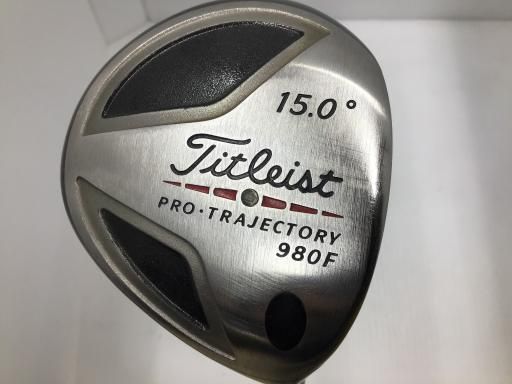 15.0°
Titleist
PRO·TRAJECTORY
980F